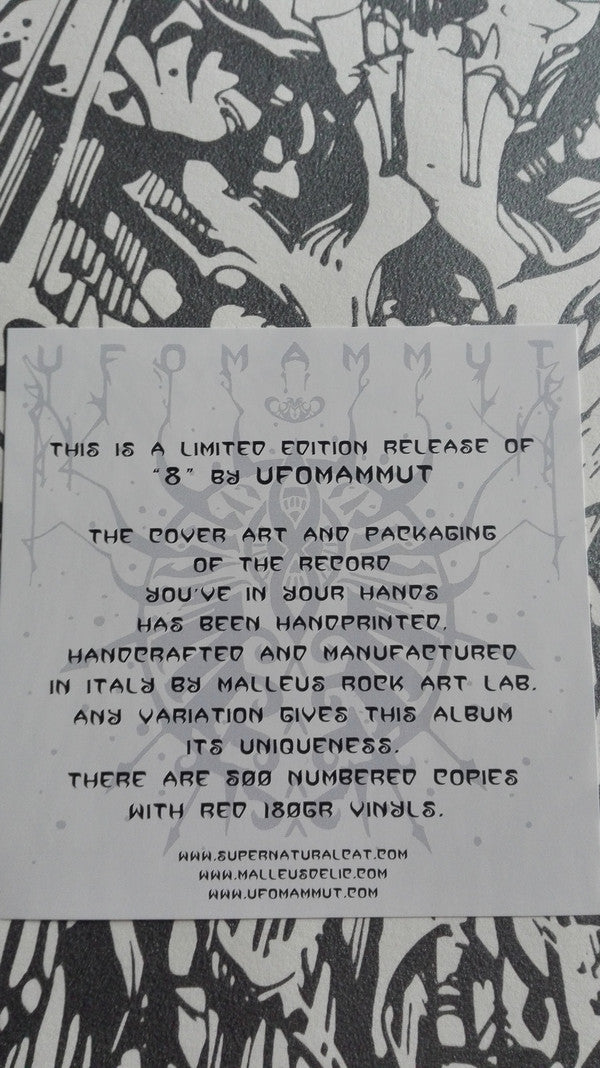 UFOMAMMUT
THIS IS A LIMITED EDITION RELEASE OF
"8" BY UFOMAMMUT
THE COVER ART AND PACKAGING
OF THE RECORD
YOU'VE IN YOUR HANDS
HAS BEEN HANDPRINTED,
HANDCRAFTED AND MANUFACTURED
IN ITALY BY MALLEUS ROCK ART LAB.
ANY VARIATION GIVES THIS ALBUM
ITS UNIQUENESS.
THERE ARE 500 NUMBERED COPIES
WITH RED 180GR VINYLS.
WWW.SUPERNATURALCAT.COM
WWW.MALLEUSDELIC.COM
WWW.UFOMAMMUT.COM